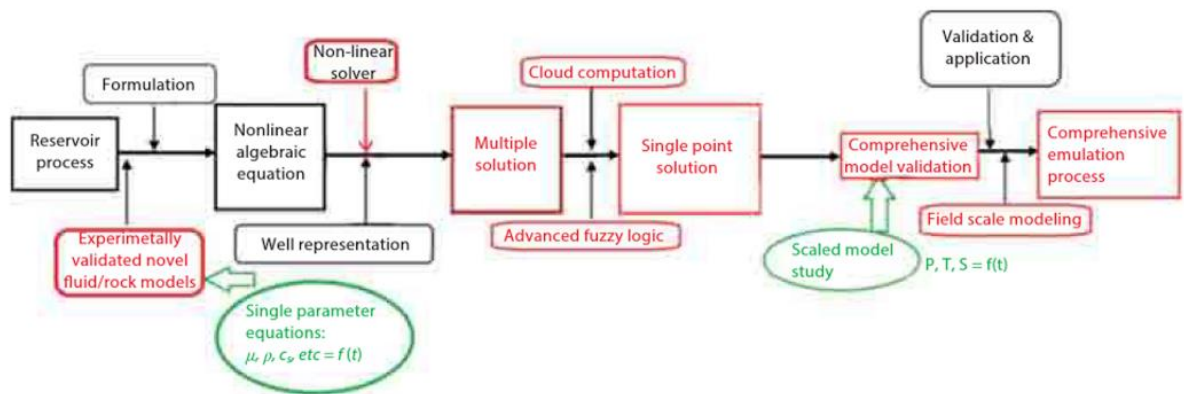 Formulation
Non-linear
solver
Cloud computation
Validation &
application
Reservoir
process
Nonlinear
algebraic
equation
Multiple
solution
Single point
solution
Comprehensive
model validation
Comprehensive
emulation
process
Experimetally
validated novel
fluid/rock models
Well representation
Advanced fuzzy logic
Field scale modeling
Scaled model
study
P, T, S = f(t)
Single parameter
equations:
μ, ρ, cs, etc = f (t)